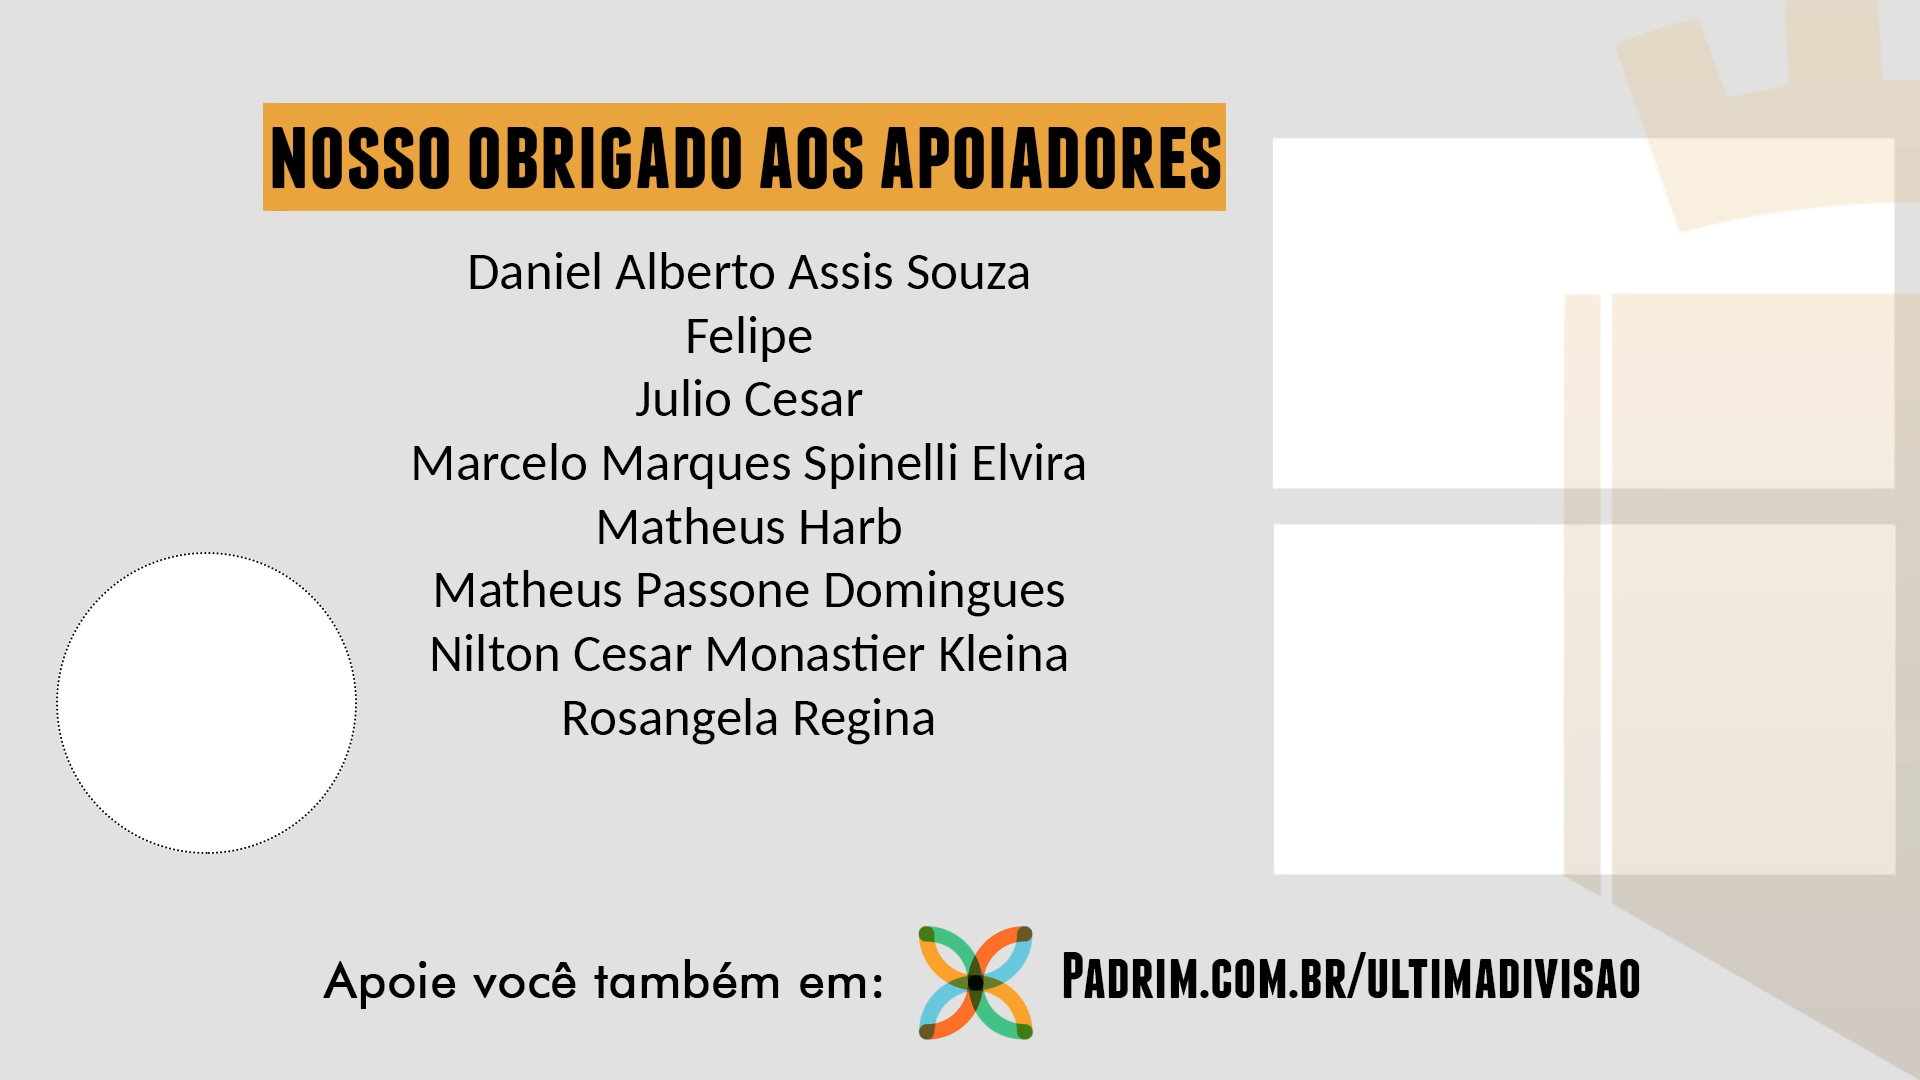 NOSSO OBRIGADO AOS APOIADORES
Daniel Alberto Assis Souza
Felipe
Julio Cesar
Marcelo Marques Spinelli Elvira
Matheus Harb
Matheus Passone Domingues
Nilton Cesar Monastier Kleina
Rosangela Regina
Apoie você também em: PADRIM.COM.BR/ULTIMADIVISAO